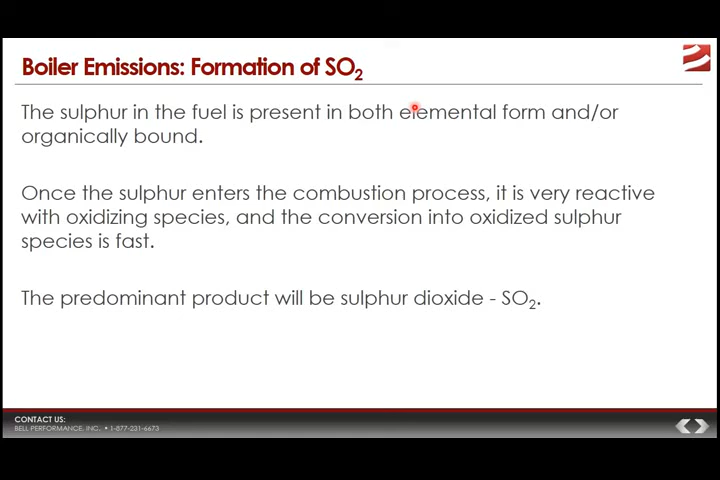 Boiler Emissions: Formation of SO2
The sulphur in the fuel is present in both elemental form and/or
organically bound.
Once the sulphur enters the combustion process, it is very reactive
with oxidizing species, and the conversion into oxidized sulphur
species is fast.
The predominant product will be sulphur dioxide - SO2.
CONTACT US:
BELL PERFORMANCE, INC. • 1-877-231-6673